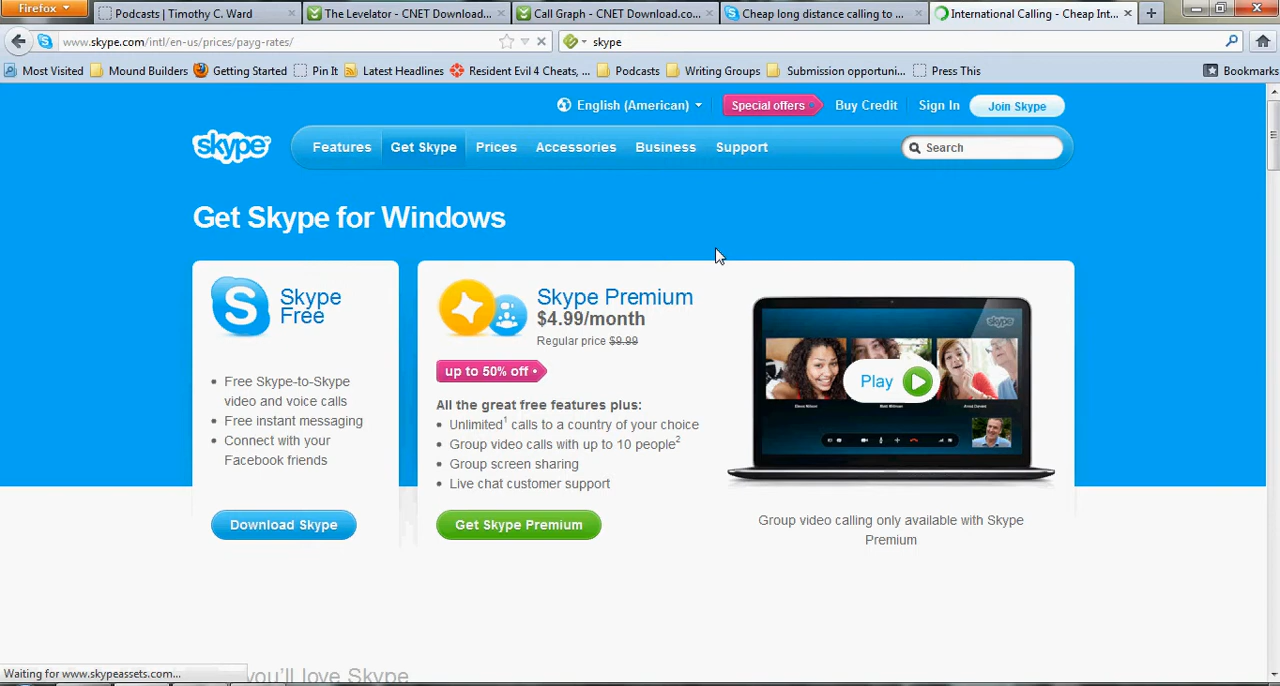 Firefox
Podcasts | Timothy C. Ward
The Levelator - CNET Download...
Call Graph - CNET Download.co...
Cheap long distance calling to ...
International Calling - Cheap Int...
www.skype.com/intl/en-us/prices/payg-rates/
skype
Most Visited
Mound Builders
Getting Started
Pin It
Latest Headlines
Resident Evil 4 Cheats, ...
Podcasts
Writing Groups
Submission opportuni...
Press This
Bookmarks
English (American)
Special offers
Buy Credit
Sign In
Join Skype
skype
Features
Get Skype
Prices
Accessories
Business
Support
Search
Get Skype for Windows
Skype
Free
• Free Skype-to-Skype
video and voice calls
• Free instant messaging
• Connect with your
Facebook friends
Download Skype
Skype Premium
$4.99/month
Regular price $9.99
up to 50% off •
All the great free features plus:
• Unlimited¹ calls to a country of your choice
• Group video calls with up to 10 people²
• Group screen sharing
• Live chat customer support
Get Skype Premium
skype
Play
Group video calling only available with Skype
Premium
Waiting for www.skypeassets.com...
you'll love Skype